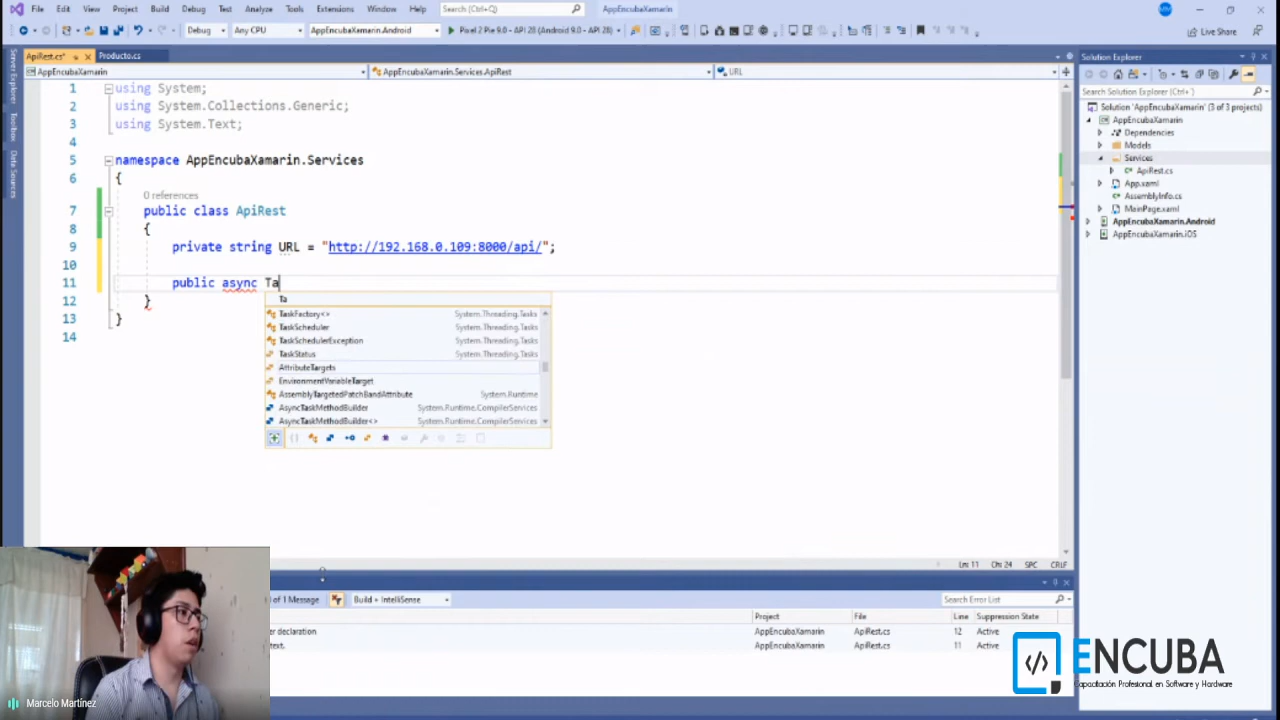 File Edit View Project Build Debug Test Analyze Tools Extensions Window Help Search (Ctrl+Q) AppEncubaXamarin
Debug Any CPU AppEncubaXamarin.Android Pixel 2 Pie 9.0 - API 28 (Android 9.0 - API 28) Live Share
ApiRest.cs* Producto.cs
AppEncubaXamarin AppEncubaXamarin.Services.ApiRest URL
Server Explorer
Toolbox
Data Sources
1 using System;
2 using System.Collections.Generic;
3 using System.Text;
4
5 namespace AppEncubaXamarin.Services
6 {
0 references
7 public class ApiRest
8 {
9 private string URL = "http://192.168.0.109:8000/api/";
10
11 public async Ta
12 }
13 }
14
Ta
TaskFactory<> System.Threading.Tasks
TaskScheduler System.Threading.Tasks
TaskSchedulerException System.Threading.Tasks
TaskStatus System.Threading.Tasks
AttributeTargets
EnvironmentVariableTarget
AssemblyTargetedPatchBandAttribute System.Runtime
AsyncTaskMethodBuilder System.Runtime.CompilerServices
AsyncTaskMethodBuilder<> System.Runtime.CompilerServices
Solution Explorer
Search Solution Explorer (Ctrl+´)
Solution 'AppEncubaXamarin' (3 of 3 projects)
AppEncubaXamarin
Dependencies
Models
Services
ApiRest.cs
App.xaml
AssemblyInfo.cs
MainPage.xaml
AppEncubaXamarin.Android
AppEncubaXamarin.iOS
Ln: 11 Ch: 24 SPC CRLF
of 1 Message Build + IntelliSense Search Error List
Project File Line Suppression State
declaration AppEncubaXamarin ApiRest.cs 12 Active
text. AppEncubaXamarin ApiRest.cs 11 Active
Marcelo Martínez
</>
ENCUBA
Capacitación Profesional en Software y Hardware